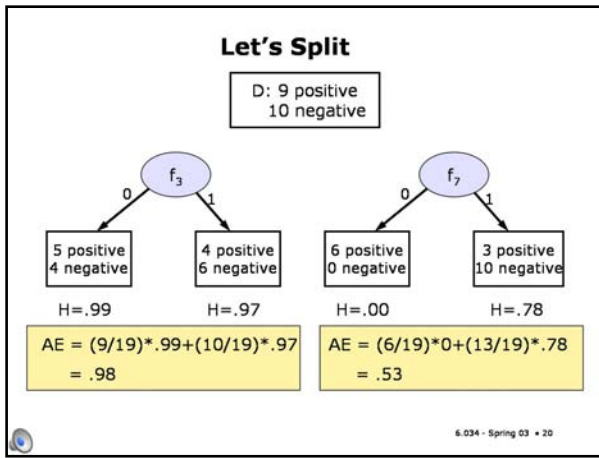 Let's Split
D: 9 positive
10 negative
f3
f7
0
1
0
1
5 positive
4 negative
4 positive
6 negative
6 positive
0 negative
3 positive
10 negative
H=.99
H=.97
H=.00
H=.78
AE = (9/19)*.99+(10/19)*.97
= .98
AE = (6/19)*0+(13/19)*.78
= .53
6.034 - Spring 03 • 20